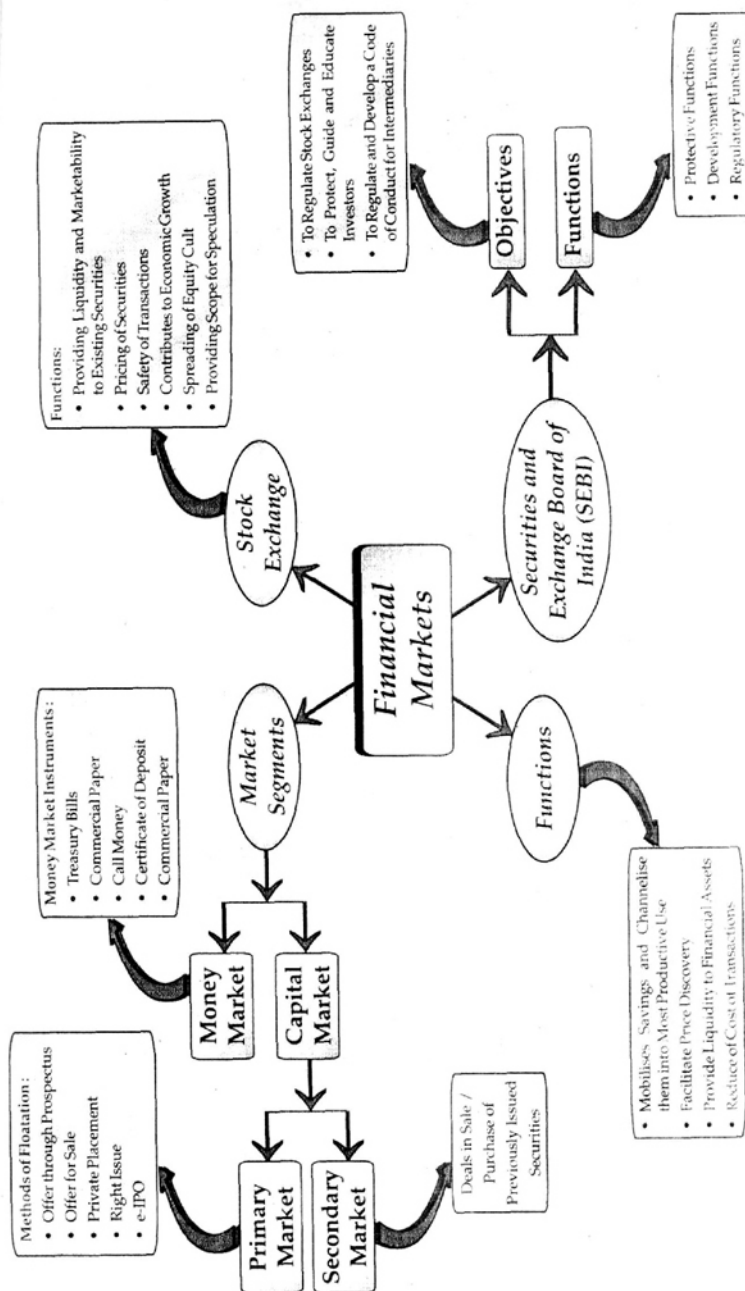 Methods of Floatation :
• Offer through Prospectus
• Offer for Sale
• Private Placement
• Right Issue
• e-IPO
Money Market Instruments :
• Treasury Bills
• Commercial Paper
• Call Money
• Certificate of Deposit
• Commercial Paper
Functions:
• Providing Liquidity and Marketability
to Existing Securities
• Pricing of Securities
• Safety of Transactions
• Contributes to Economic Growth
• Spreading of Equity Cult
• Providing Scope for Speculation
• To Regulate Stock Exchanges
• To Protect, Guide and Educate
Investors
• To Regulate and Develop a Code
of Conduct for Intermediaries
Primary
Market
Secondary
Market
Money
Market
Capital
Market
Market
Segments
Stock
Exchange
Financial
Markets
Functions
Securities and
Exchange Board of
India (SEBI)
Objectives
Functions
Deals in Sale /
Purchase of
Previously Issued
Securities
• Mobilises Savings and Channelise
them into Most Productive Use
• Facilitate Price Discovery
• Provide Liquidity to Financial Assets
• Reduce of Cost of Transactions
• Protective Functions
• Development Functions
• Regulatory Functions